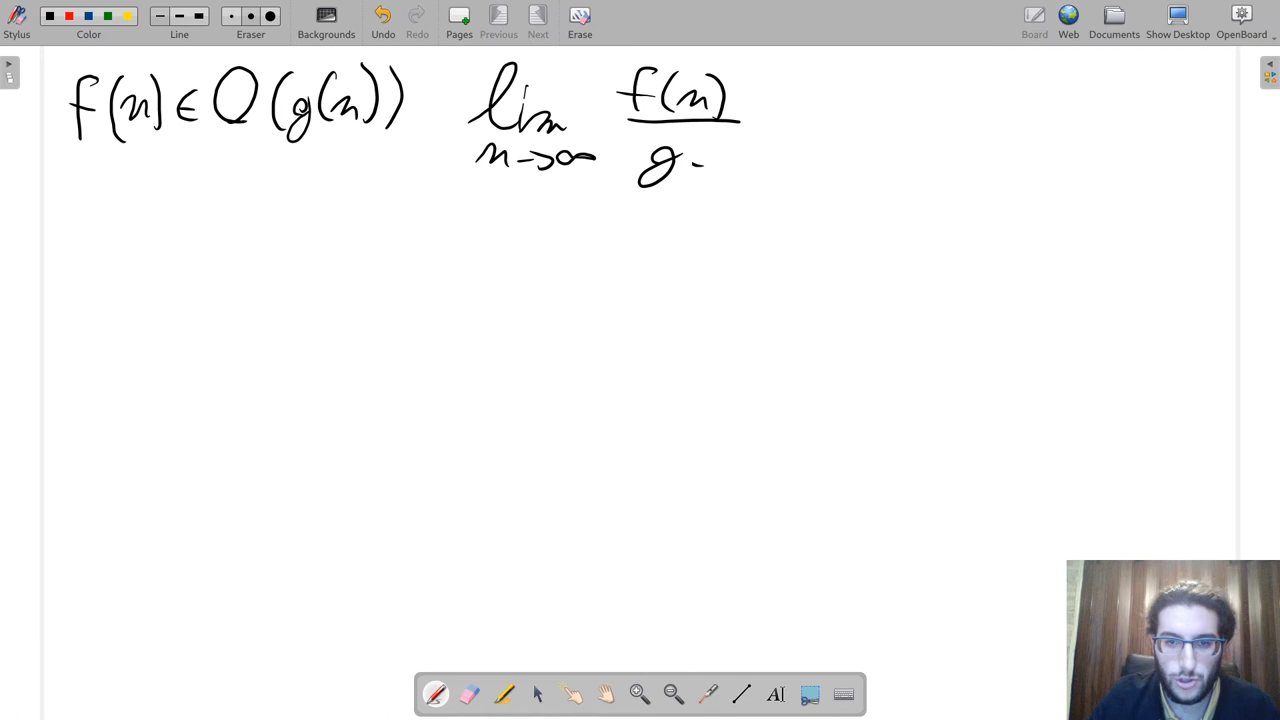 Stylus Color Line Eraser Backgrounds Undo Redo Pages Previous Next Erase Board Web Documents Show Desktop OpenBoard
f(n) ∈ O(g(n)) lim f(n)
n→∞ g